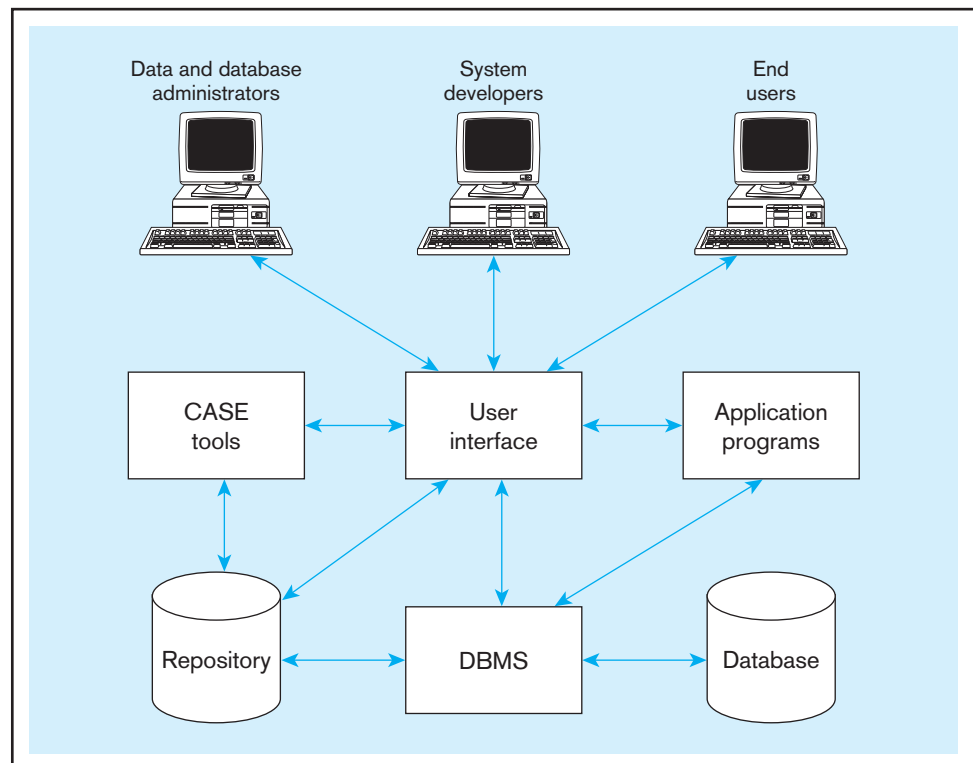 Data and database
administrators
System
developers
End
users
CASE
tools
User
interface
Application
programs
Repository
DBMS
Database